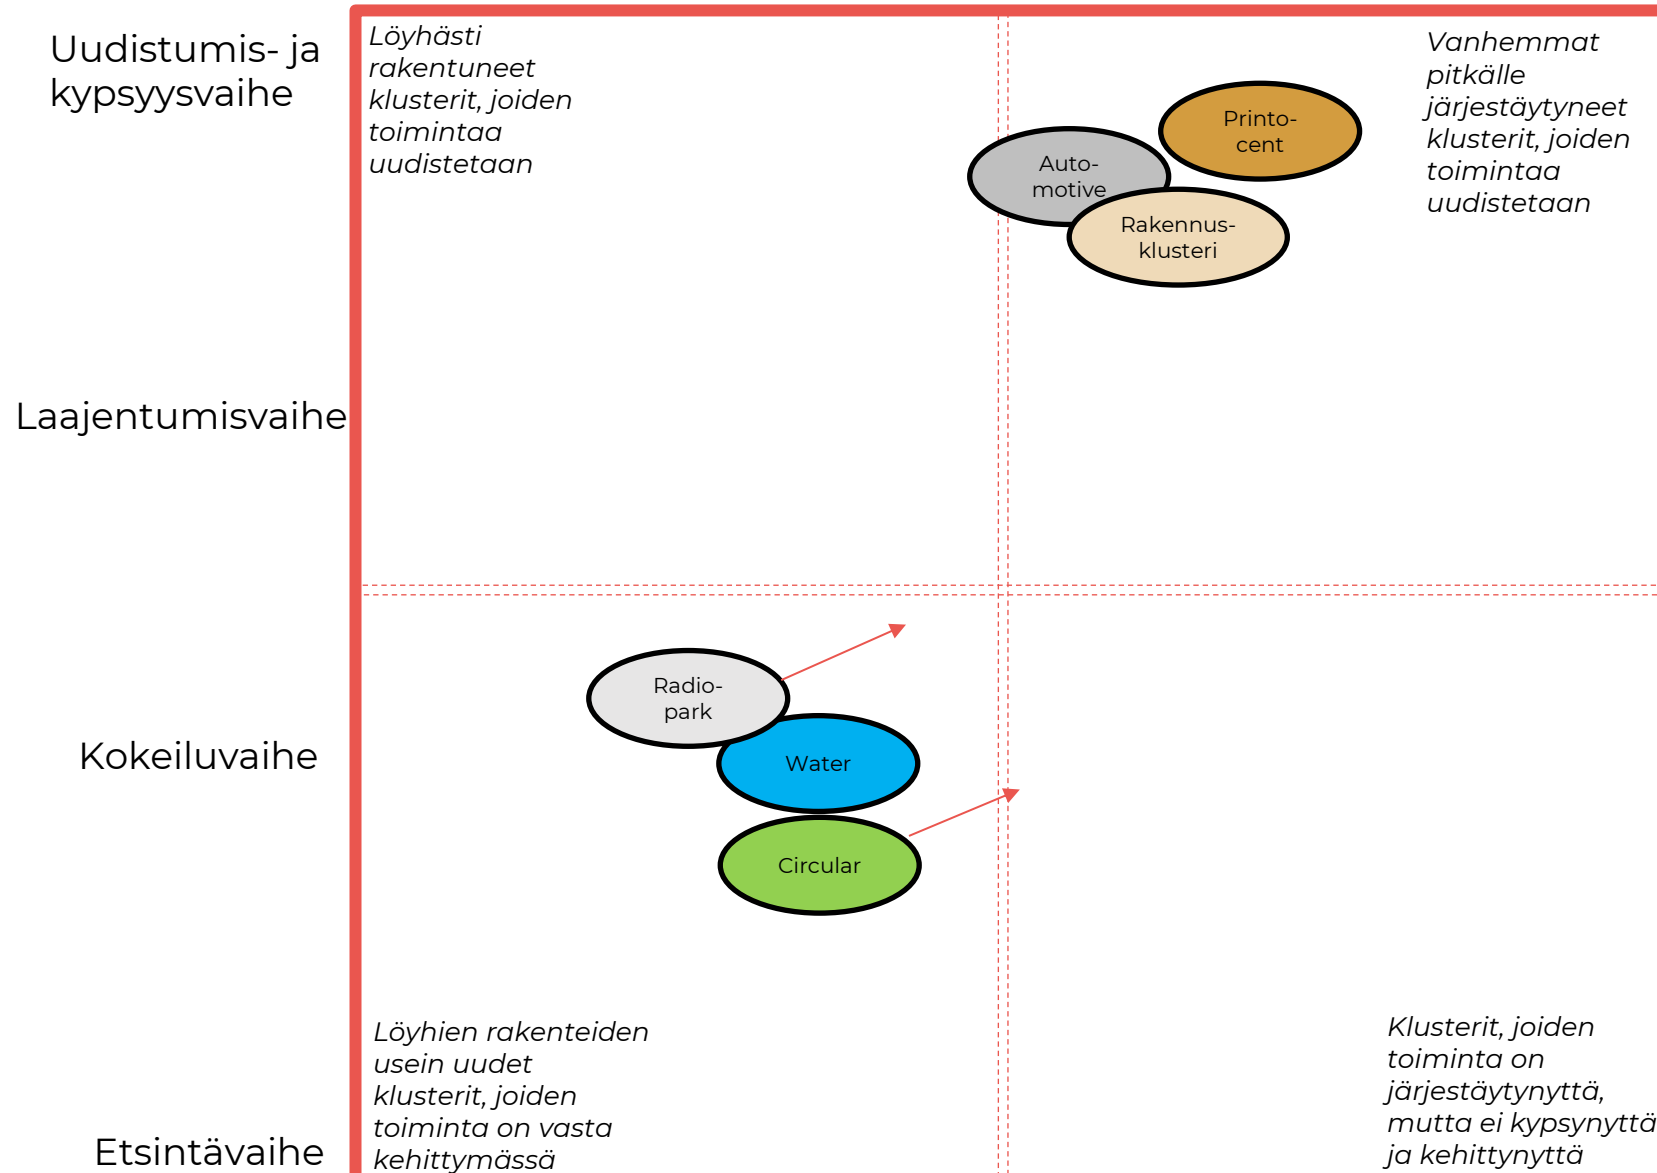 Uudistumis- ja
kypsyysvaihe
Löyhästi
rakentuneet
klusterit, joiden
toimintaa
uudistetaan
Vanhemmat
pitkälle
järjestäytyneet
klusterit, joiden
toimintaa
uudistetaan
Printo-
cent
Auto-
motive
Rakennus-
klusteri
Laajentumisvaihe
Radio-
park
Kokeiluvaihe
Water
Circular
Löyhien rakenteiden
usein uudet
klusterit, joiden
toiminta on vasta
kehittymässä
Klusterit, joiden
toiminta on
järjestäytynyttä,
mutta ei kypsynyttä
ja kehittynyttä
Etsintävaihe